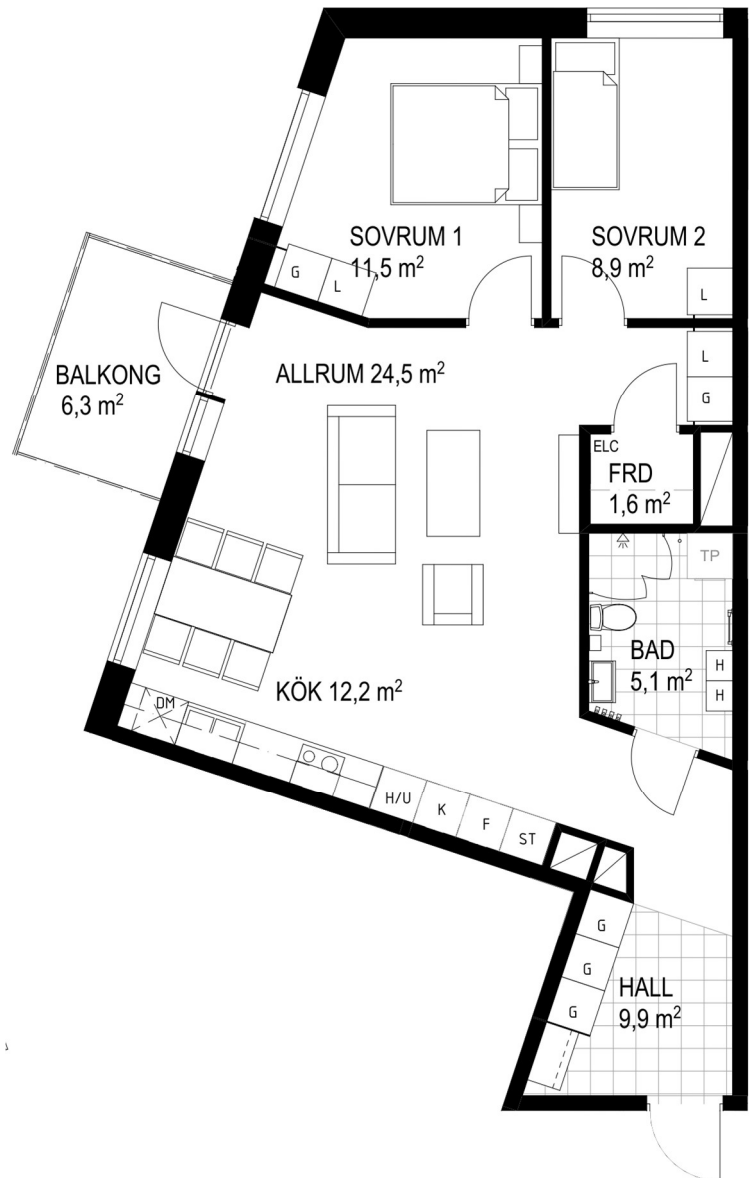 SOVRUM 1
11,5 m²
SOVRUM 2
8,9 m²
G
L
L
BALKONG
6,3 m²
ALLRUM 24,5 m²
L
G
ELC
FRD
1,6 m²
TP
BAD
5,1 m²
H
H
KÖK 12,2 m²
DM
H/U
K
F
ST
G
G
G
HALL
9,9 m²